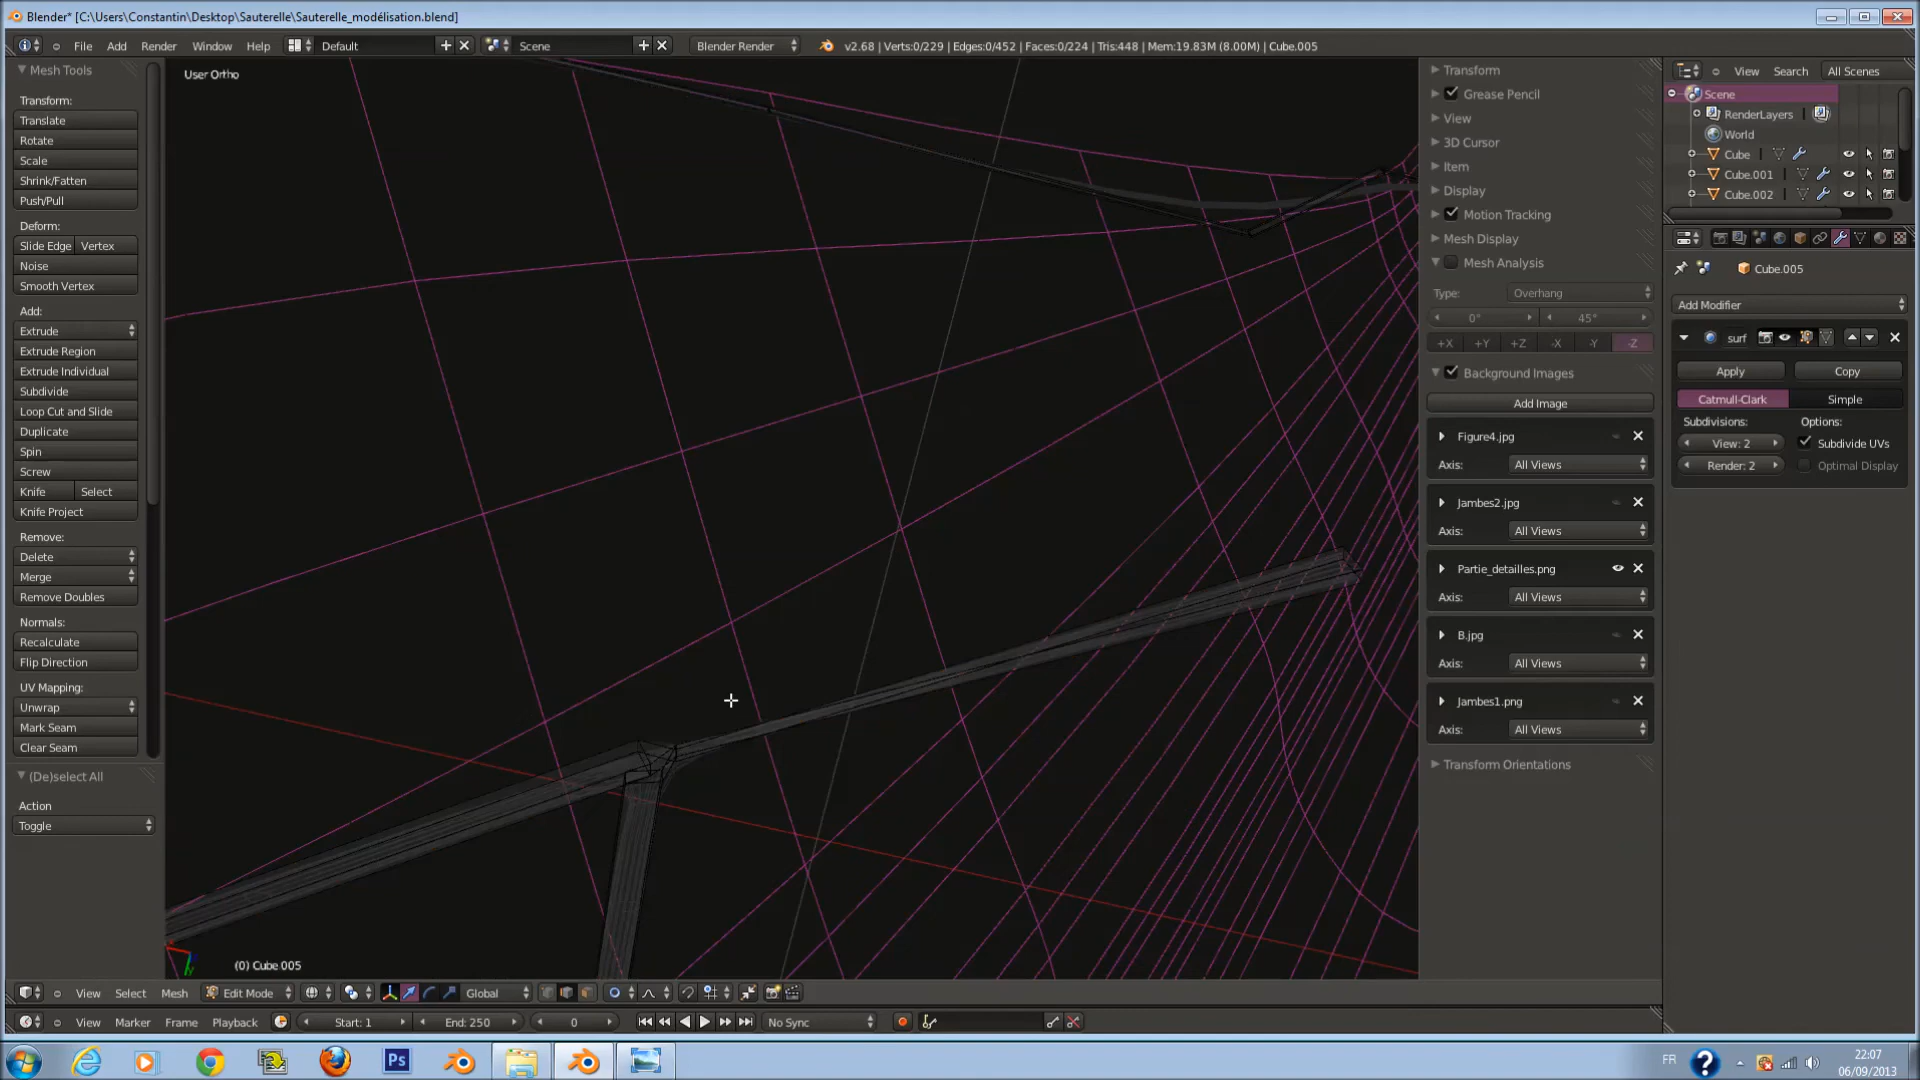 Blender* [C:\Users\Constantin\Desktop\Sauterelle\Sauterelle_modélisation.blend]
File Add Render Window Help Default Scene Blender Render v2.68 | Verts:0/229 | Edges:0/452 | Faces:0/224 | Tris:448 | Mem:19.83M (8.00M) | Cube.005
Mesh Tools
Transform:
Translate
Rotate
Scale
Shrink/Fatten
Push/Pull
Deform:
Slide Edge Vertex
Noise
Smooth Vertex
Add:
Extrude
Extrude Region
Extrude Individual
Subdivide
Loop Cut and Slide
Duplicate
Spin
Screw
Knife Select
Knife Project
Remove:
Delete
Merge
Remove Doubles
Normals:
Recalculate
Flip Direction
UV Mapping:
Unwrap
Mark Seam
Clear Seam
(De)select All
Action
Toggle
User Ortho
(0) Cube.005
Transform
Grease Pencil
View
3D Cursor
Item
Display
Motion Tracking
Mesh Display
Mesh Analysis
Type: Overhang
0° 45°
+X +Y +Z -X -Y -Z
Background Images
Add Image
Figure4.jpg
Axis: All Views
Jambes2.jpg
Axis: All Views
Partie_detailles.png
Axis: All Views
B.jpg
Axis: All Views
Jambes1.png
Axis: All Views
Transform Orientations
View Search All Scenes
Scene
RenderLayers
World
Cube
Cube.001
Cube.002
Cube.005
Add Modifier
surf
Apply Copy
Catmull-Clark Simple
Subdivisions: Options:
View: 2 Subdivide UVs
Render: 2 Optimal Display
View Select Mesh Edit Mode Global
View Marker Frame Playback Start: 1 End: 250 0 No Sync
Ps
FR
22:07
06/09/2013